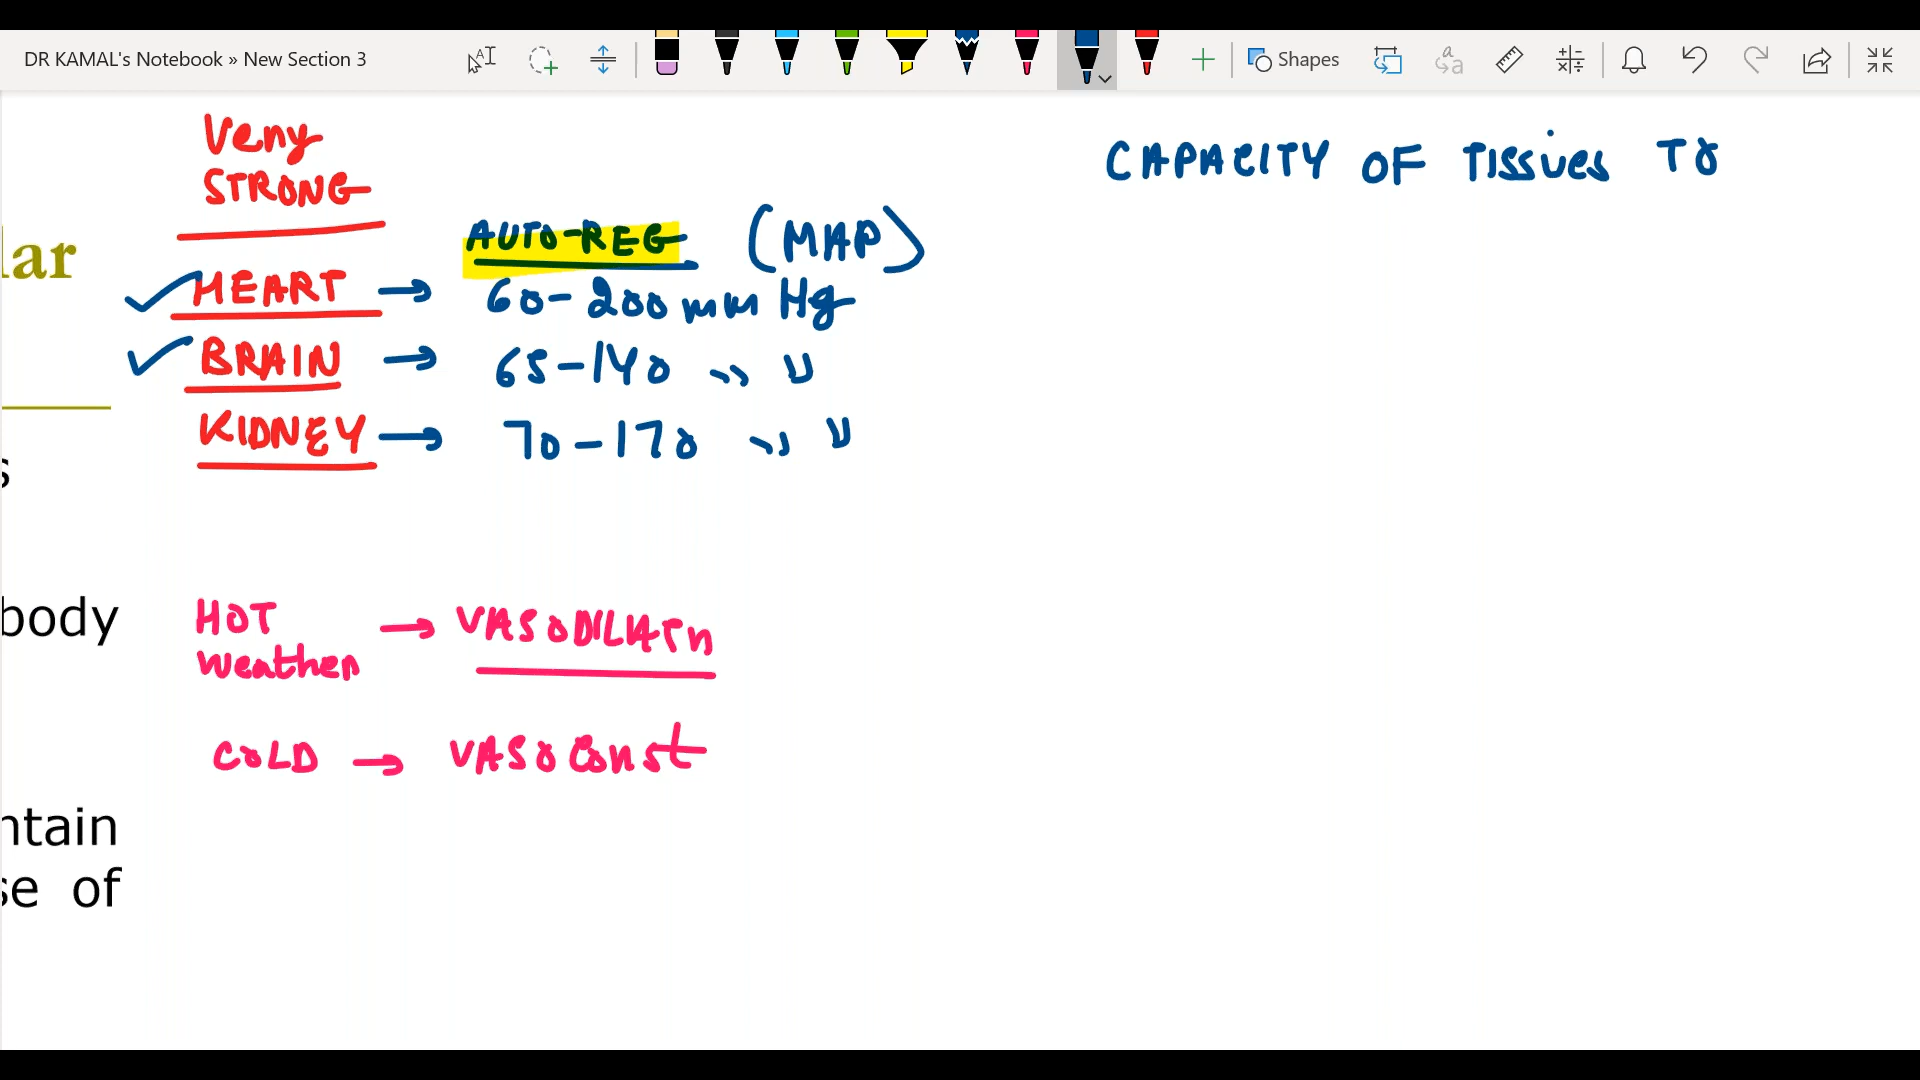 DR KAMAL's Notebook » New Section 3
Shapes
Very
STRONG
AUTO-REG (MAP)
HEART → 60-200 mm Hg
BRAIN → 65-140 ,, ,,
KIDNEY → 70-170 ,, ,,
HOT
weather → VASODILATn
COLD → VASOConst
CAPACITY OF TISSUES TO
lar
s
body
ntain
se of